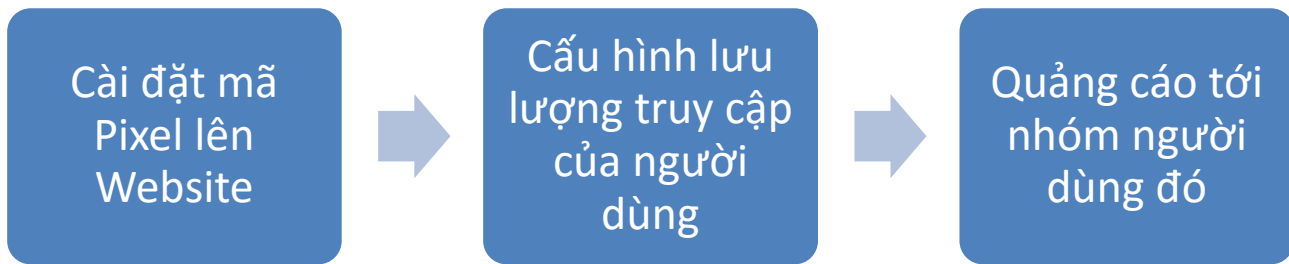 Cài đặt mã
Pixel lên
Website
Cấu hình lưu
lượng truy cập
của người
dùng
Quảng cáo tới
nhóm người
dùng đó